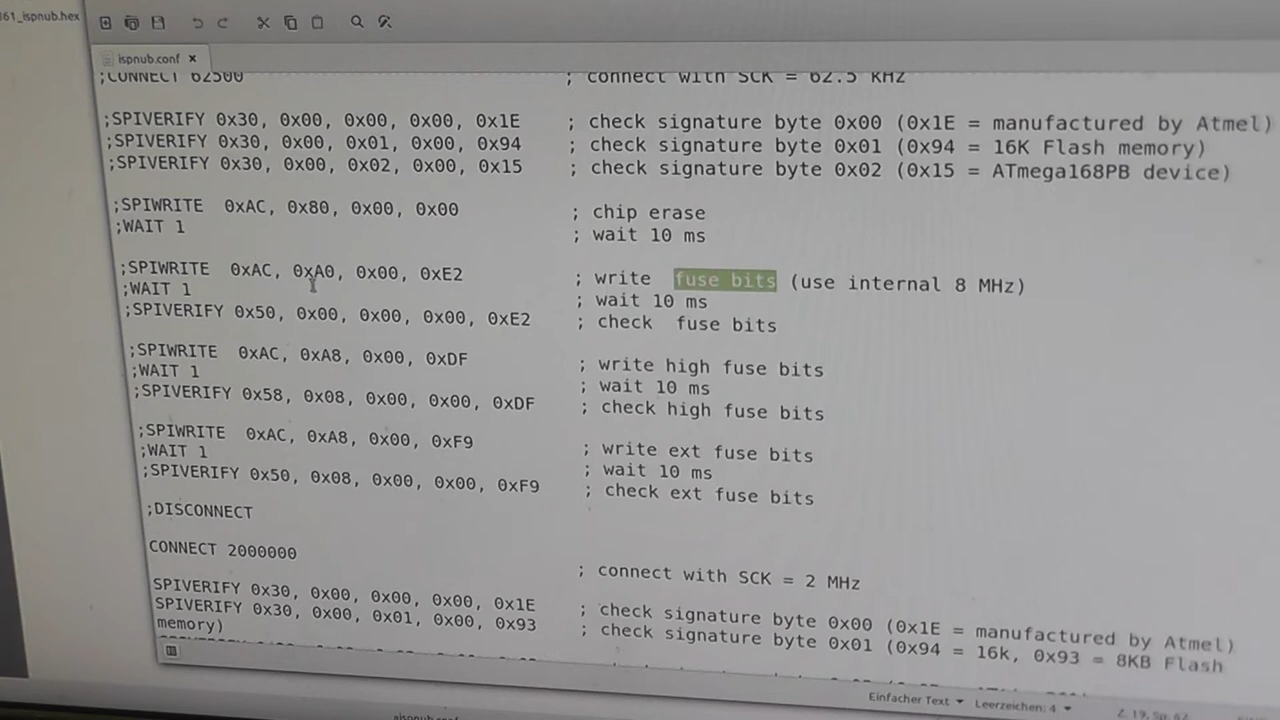 361_ispnub.hex
ispnub.conf
;CONNECT 62500 ; connect with SCK = 62.5 KHz
;SPIVERIFY 0x30, 0x00, 0x00, 0x00, 0x1E ; check signature byte 0x00 (0x1E = manufactured by Atmel)
;SPIVERIFY 0x30, 0x00, 0x01, 0x00, 0x94 ; check signature byte 0x01 (0x94 = 16K Flash memory)
;SPIVERIFY 0x30, 0x00, 0x02, 0x00, 0x15 ; check signature byte 0x02 (0x15 = ATmega168PB device)
;SPIWRITE 0xAC, 0x80, 0x00, 0x00 ; chip erase
;WAIT 1 ; wait 10 ms
;SPIWRITE 0xAC, 0xA0, 0x00, 0xE2 ; write fuse bits (use internal 8 MHz)
;WAIT 1 ; wait 10 ms
;SPIVERIFY 0x50, 0x00, 0x00, 0x00, 0xE2 ; check fuse bits
;SPIWRITE 0xAC, 0xA8, 0x00, 0xDF ; write high fuse bits
;WAIT 1 ; wait 10 ms
;SPIVERIFY 0x58, 0x08, 0x00, 0x00, 0xDF ; check high fuse bits
;SPIWRITE 0xAC, 0xA8, 0x00, 0xF9 ; write ext fuse bits
;WAIT 1 ; wait 10 ms
;SPIVERIFY 0x50, 0x08, 0x00, 0x00, 0xF9 ; check ext fuse bits
;DISCONNECT
CONNECT 2000000 ; connect with SCK = 2 MHz
SPIVERIFY 0x30, 0x00, 0x00, 0x00, 0x1E ; check signature byte 0x00 (0x1E = manufactured by Atmel)
SPIVERIFY 0x30, 0x00, 0x01, 0x00, 0x93 ; check signature byte 0x01 (0x94 = 16k, 0x93 = 8KB Flash
memory)
Einfacher Text Leerzeichen: 4